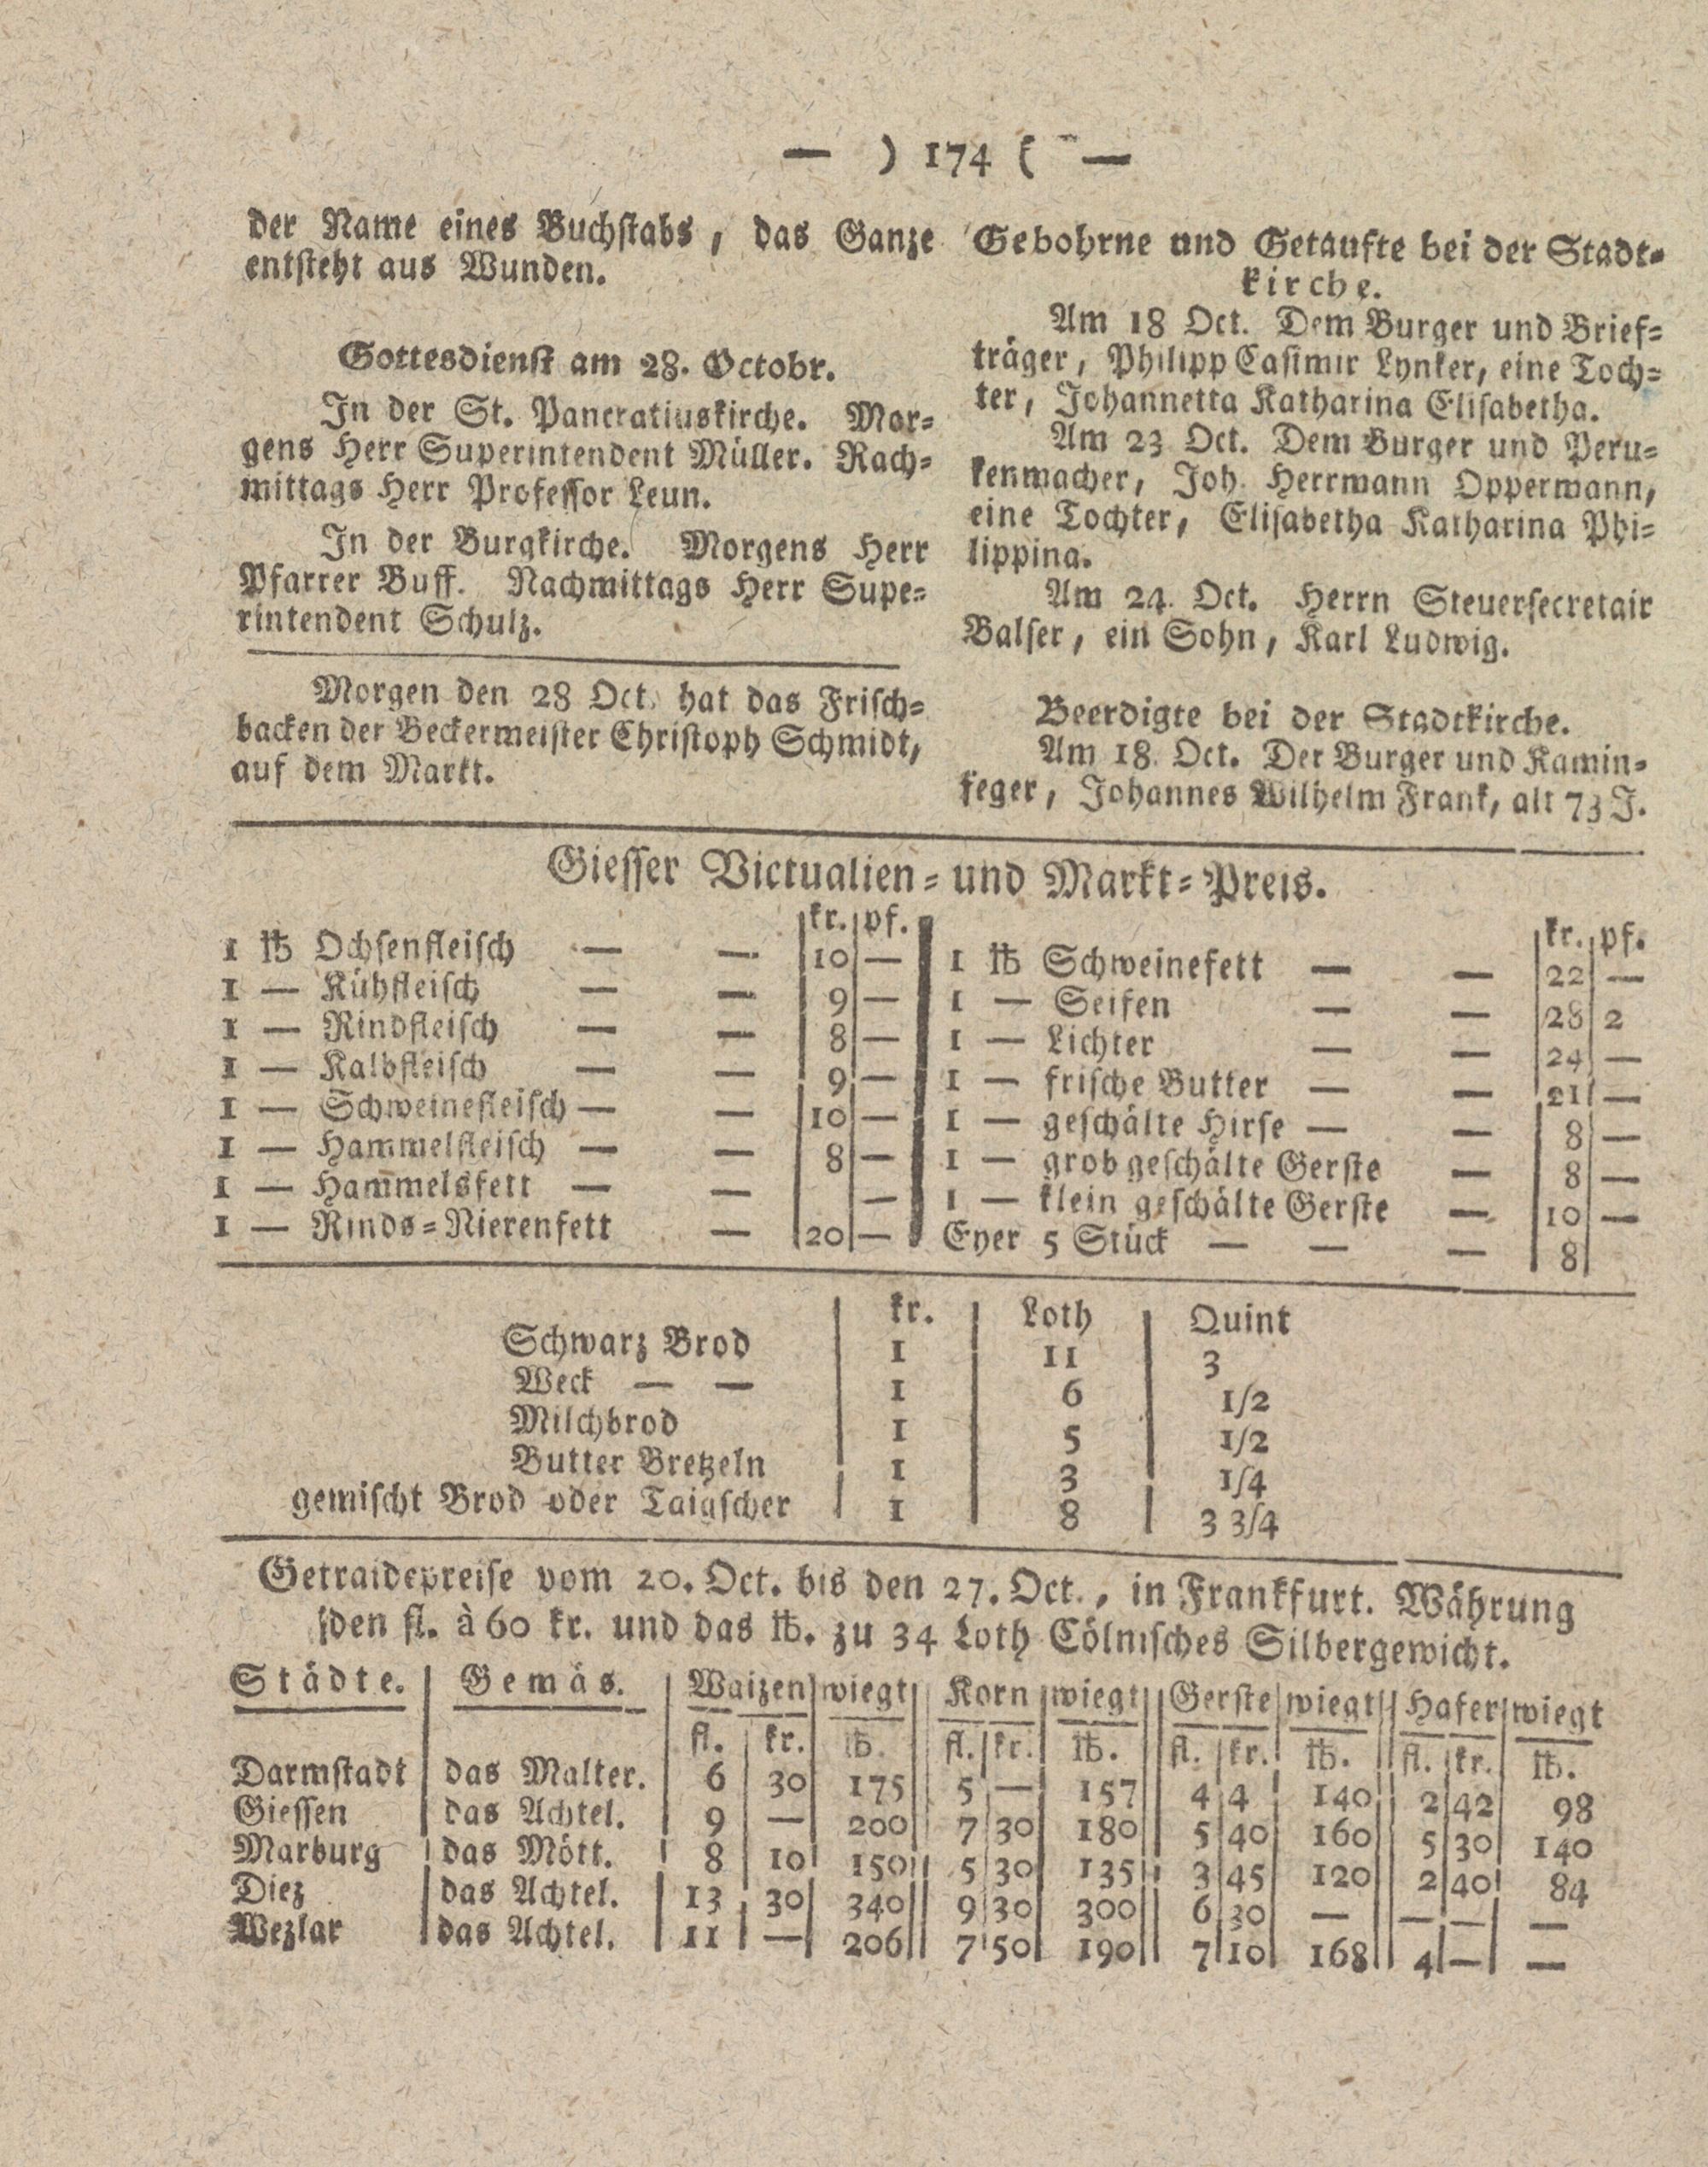 — ) 174 ( —
der Name eines Buchstabs, das Ganze
entsteht aus Wunden.
Gottesdienst am 28. Octobr.
In der St. Pancratiuskirche. Mor-
gens Herr Superintendent Müller. Nach-
mittags Herr Professor Leun.
In der Burgkirche. Morgens Herr
Pfarrer Buff. Nachmittags Herr Supe-
rintendent Schulz.
Morgen den 28 Oct. hat das Frisch-
backen der Beckermeister Christoph Schmidt,
auf dem Markt.
Gebohrne und Getaufte bei der Stadt-
kirche.
Am 18 Oct. Dem Burger und Brief-
träger, Philipp Casimir Lynker, eine Toch-
ter, Johannetta Katharina Elisabetha.
Am 23 Oct. Dem Burger und Peru-
kenmacher, Joh. Herrmann Oppermann,
eine Tochter, Elisabetha Katharina Phi-
lippina.
Am 24. Oct. Herrn Steuersecretair
Balser, ein Sohn, Karl Ludwig.
Beerdigte bei der Stadtkirche.
Am 18. Oct. Der Burger und Kamin-
feger, Johannes Wilhelm Frank, alt 73 J.
Giesser Victualien- und Markt-Preis.
kr. pf.
1 ℔ Ochsenfleisch — — 10 —
1 — Kühfleisch — — 9 —
1 — Rindfleisch — — 8 —
1 — Kalbfleisch — — 9 —
1 — Schweinefleisch — — 10 —
1 — Hammelfleisch — — 8 —
1 — Ham̄melsfett — — —
1 — Rinds-Nierenfett — 20 —
kr. pf.
1 ℔ Schweinefett — — 22 —
1 — Seifen — — 28 2
1 — Lichter — — 24 —
1 — frische Butter — — 21 —
1 — geschälte Hirse — — 8 —
1 — grob geschälte Gerste — 8 —
1 — klein geschälte Gerste — 10 —
Eyer 5 Stück — — — 8
kr. Loth Quint
Schwarz Brod 1 11 3
Weck — — 1 6 1/2
Milchbrod 1 5 1/2
Butter Bretzeln 1 3 1/4
gemischt Brod oder Taigscher 1 8 3 3/4
Getraidepreise vom 20. Oct. bis den 27. Oct., in Frankfurt. Währung
den fl. à 60 kr. und das ℔. zu 34 Loth Cölnisches Silbergewicht.
Städte. Gemäs. Waizen wiegt Korn wiegt Gerste wiegt Hafer wiegt
fl. kr. ℔. fl. kr. ℔. fl. kr. ℔. fl. kr. ℔.
Darmstadt das Malter. 6 30 175 5 — 157 4 4 140 2 42 98
Giessen das Achtel. 9 — 200 7 30 180 5 40 160 5 30 140
Marburg das Mött. 8 10 150 5 30 135 3 45 120 2 40 84
Diez das Achtel. 13 30 340 9 30 300 6 30 — — — —
Wezlar das Achtel. 11 — 206 7 50 190 7 10 168 4 — —